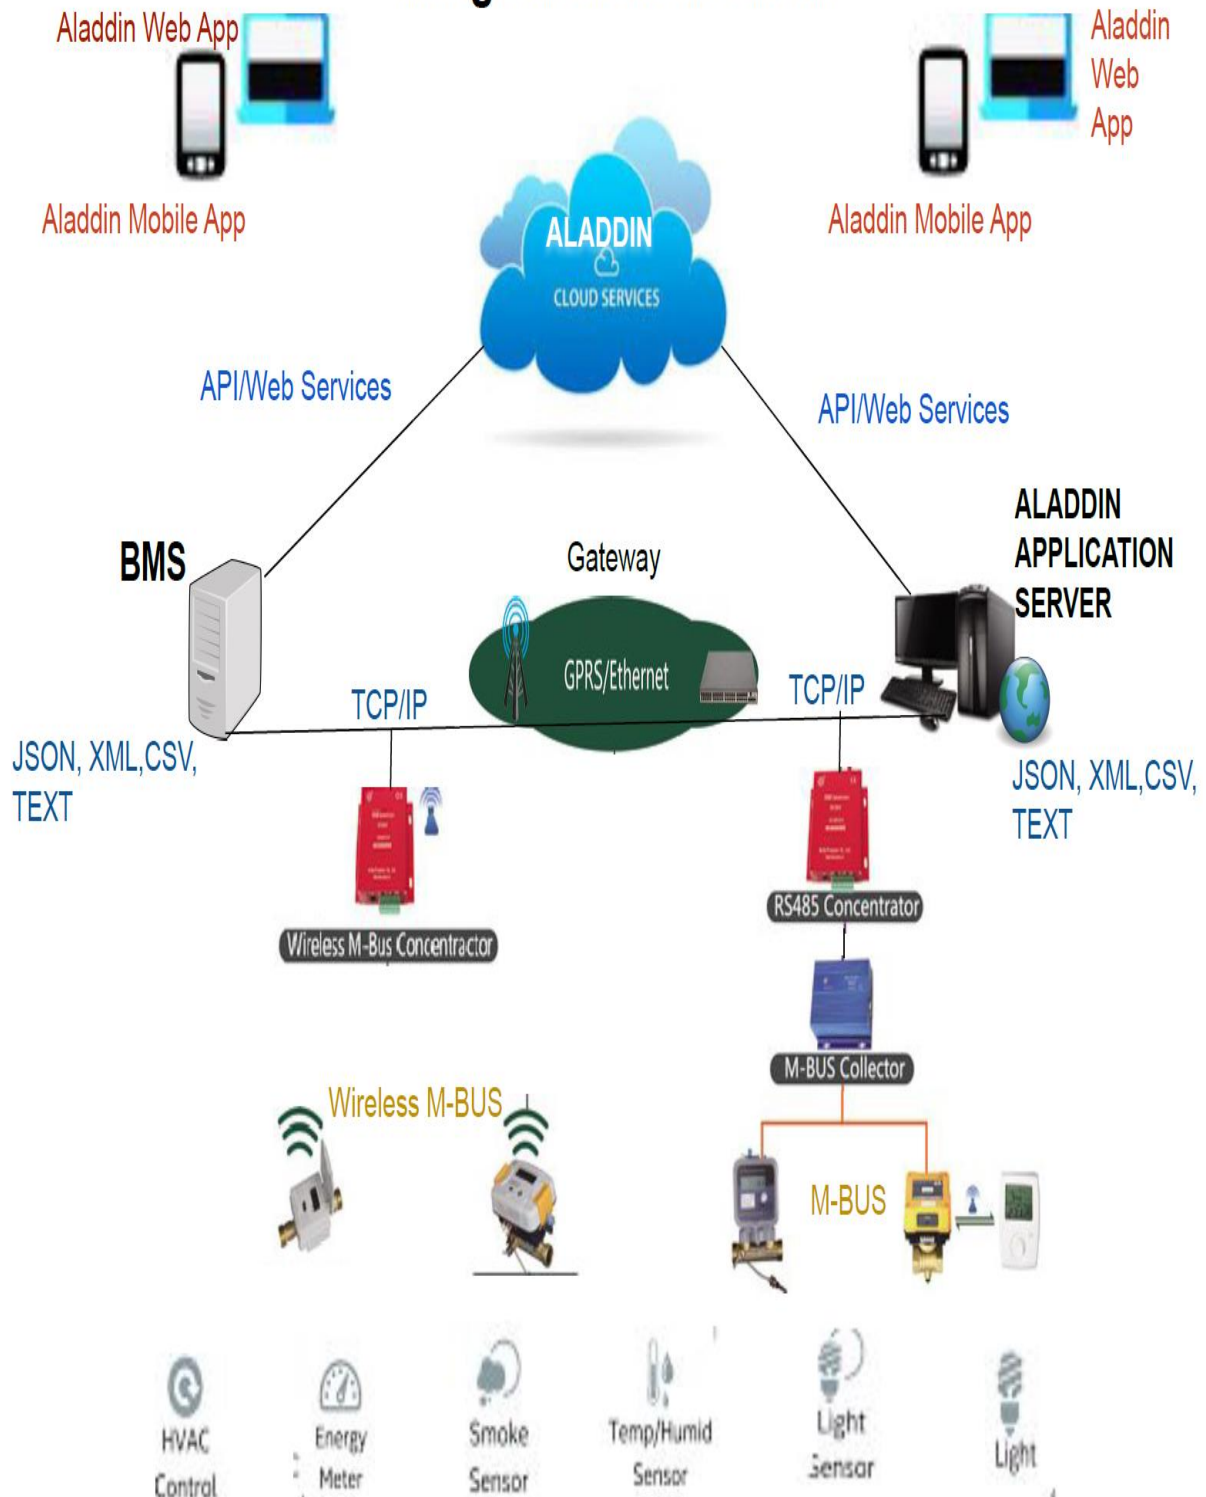 Aladdin Web App
Aladdin
Web
App
Aladdin Mobile App
Aladdin Mobile App
ALADDIN
CLOUD SERVICES
API/Web Services
API/Web Services
ALADDIN
APPLICATION
SERVER
BMS
Gateway
GPRS/Ethernet
TCP/IP
TCP/IP
JSON, XML,CSV,
TEXT
JSON, XML,CSV,
TEXT
RS485 Concentrator
Wireless M-Bus Concentractor
M-BUS Collector
Wireless M-BUS
M-BUS
HVAC
Control
Energy
Meter
Smoke
Sensor
Temp/Humid
Sensor
Light
Sensor
Light